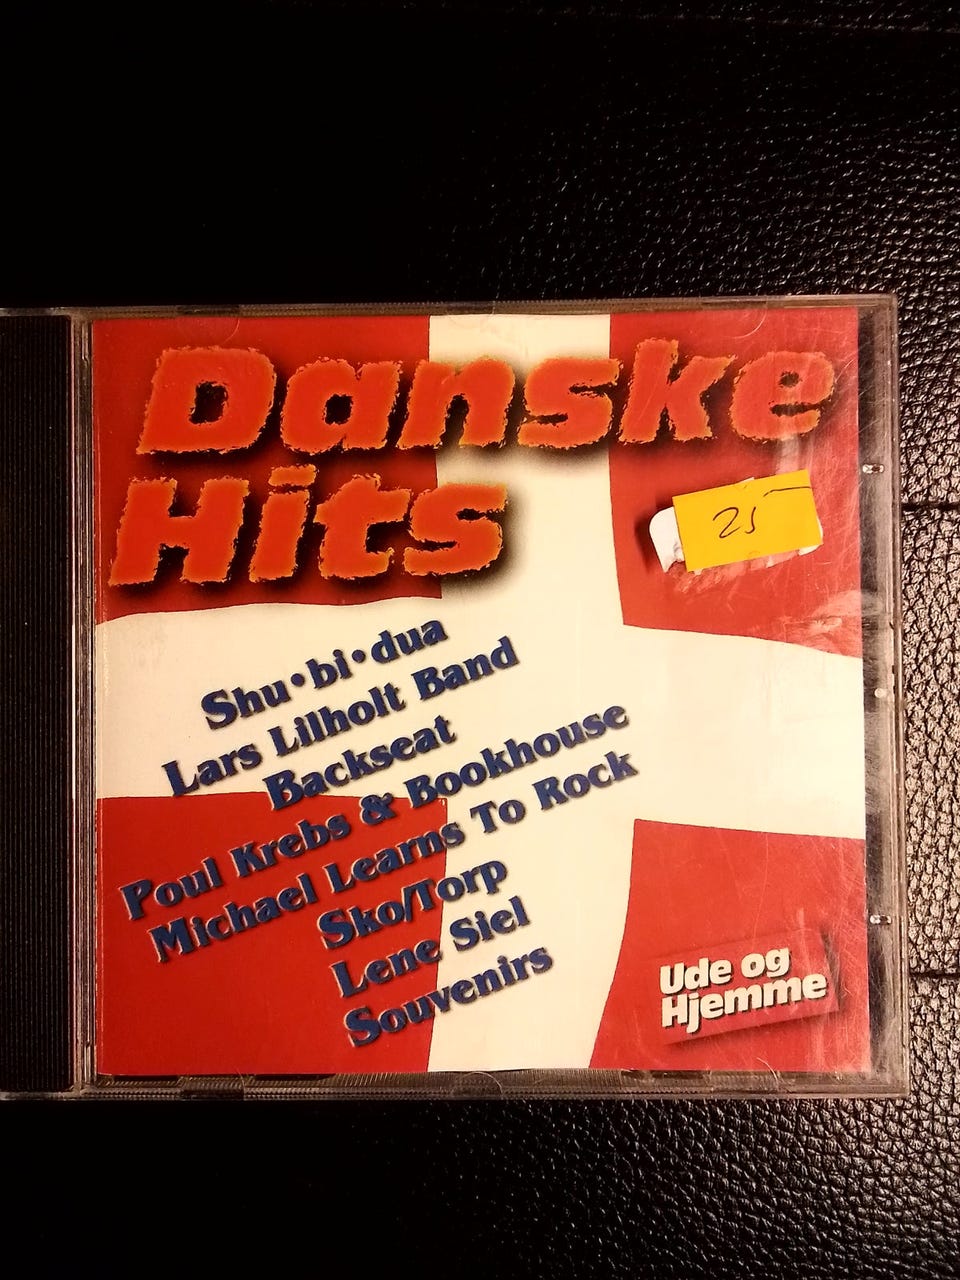 Danske
Hits
25
Shu•bi•dua
Lars Lilholt Band
Backseat
Poul Krebs & Bookhouse
Michael Learns To Rock
Sko/Torp
Lene Siel
Souvenirs
Ude og
Hjemme